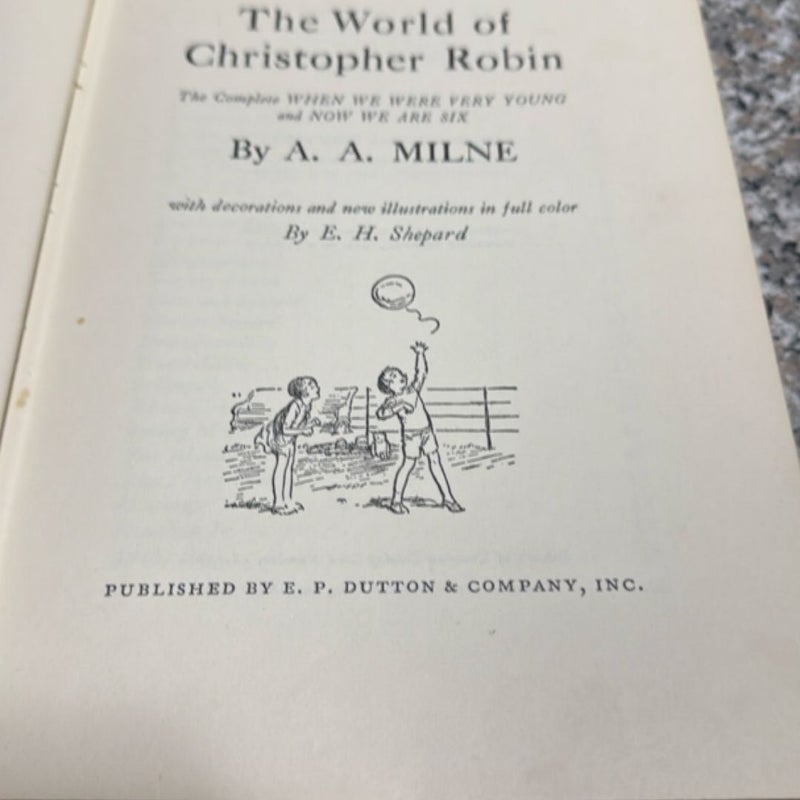 The World of
Christopher Robin
The Complete WHEN WE WERE VERY YOUNG
and NOW WE ARE SIX
By A. A. MILNE
with decorations and new illustrations in full color
By E. H. Shepard
PUBLISHED BY E. P. DUTTON & COMPANY, INC.